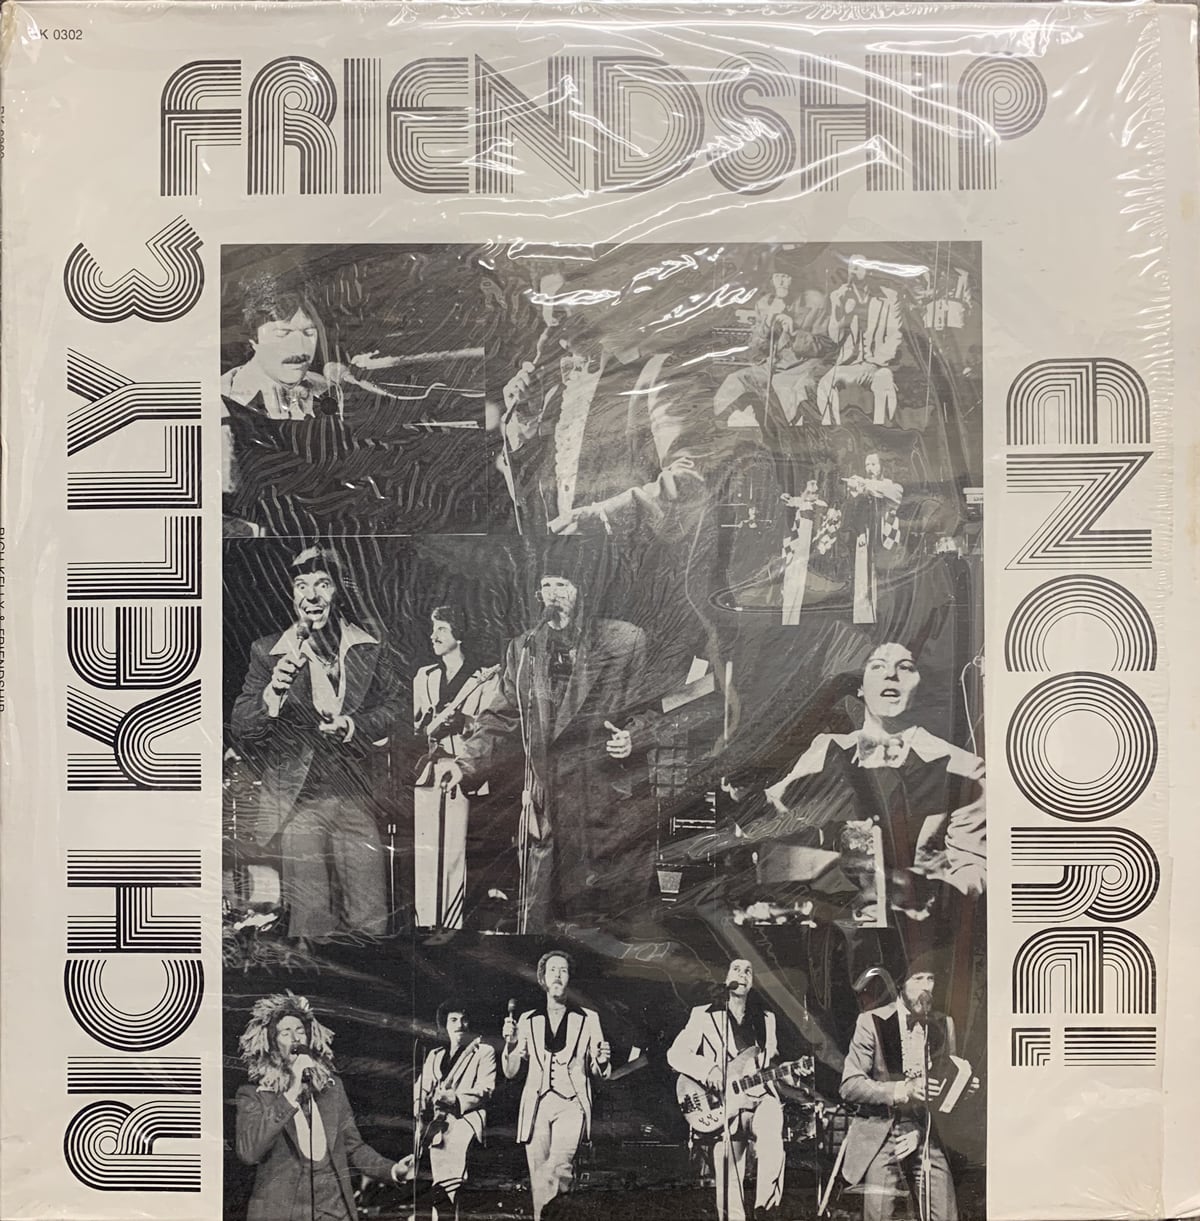 K 0302
RICH KELLY &
FRIENDSHIP
ENCORE!
RICH KELLY & FRIENDSHIP